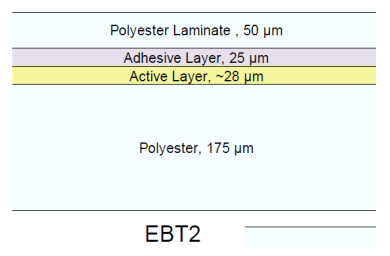 Polyester Laminate , 50 µm
Adhesive Layer, 25 µm
Active Layer, ~28 µm
Polyester, 175 µm
EBT2